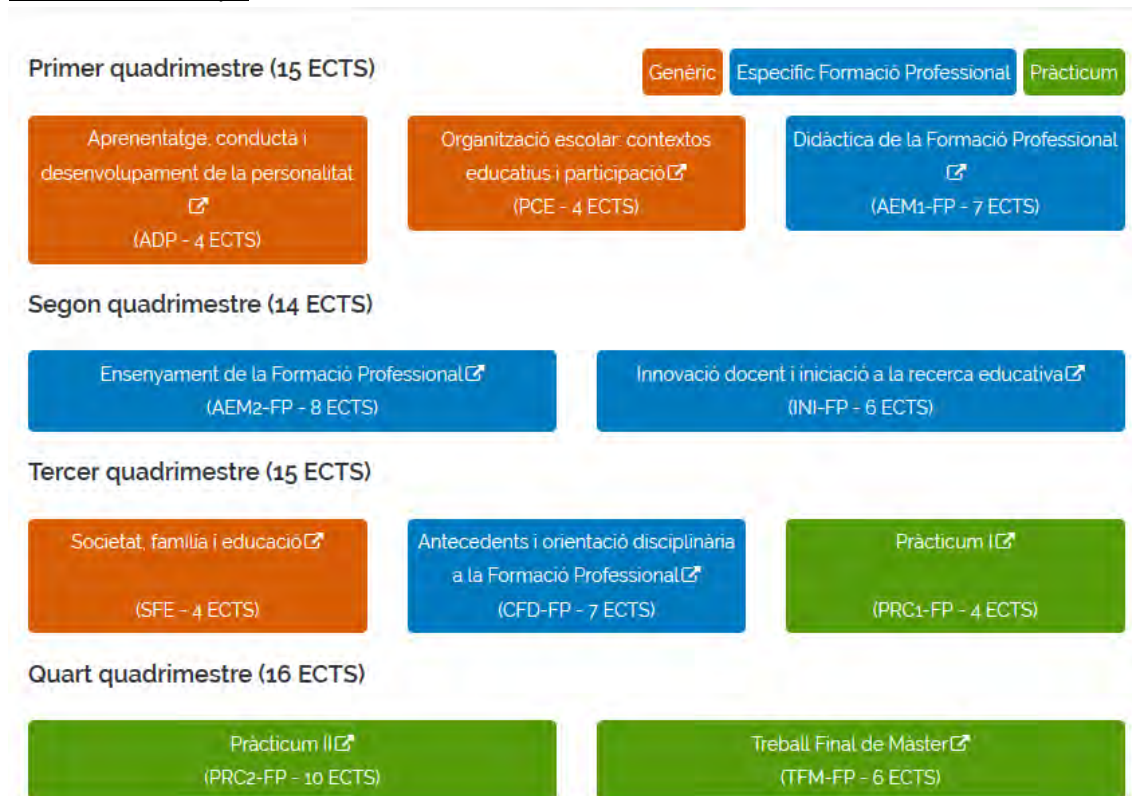 Primer quadrimestre (15 ECTS)
Genèric
Específic Formació Professional
Pràcticum
Aprenentatge, conducta i
desenvolupament de la personalitat
(ADP - 4 ECTS)
Organització escolar: contextos
educatius i participació
(PCE - 4 ECTS)
Didàctica de la Formació Professional
(AEM1-FP - 7 ECTS)
Segon quadrimestre (14 ECTS)
Ensenyament de la Formació Professional
(AEM2-FP - 8 ECTS)
Innovació docent i iniciació a la recerca educativa
(INI-FP - 6 ECTS)
Tercer quadrimestre (15 ECTS)
Societat, família i educació
(SFE - 4 ECTS)
Antecedents i orientació disciplinària
a la Formació Professional
(CFD-FP - 7 ECTS)
Pràcticum I
(PRC1-FP - 4 ECTS)
Quart quadrimestre (16 ECTS)
Pràcticum II
(PRC2-FP - 10 ECTS)
Treball Final de Màster
(TFM-FP - 6 ECTS)